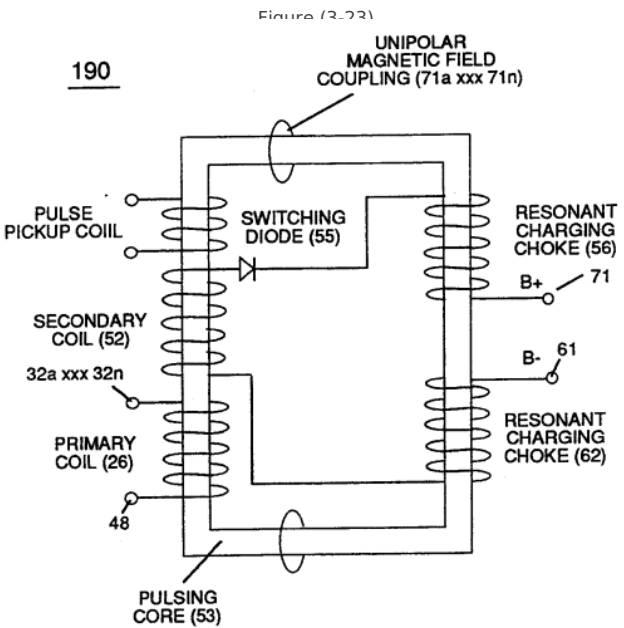 Figure (3-23)
190
UNIPOLAR
MAGNETIC FIELD
COUPLING (71a xxx 71n)
PULSE
PICKUP COIIL
SWITCHING
DIODE (55)
RESONANT
CHARGING
CHOKE (56)
B+
71
SECONDARY
COIL (52)
B-
61
32a xxx 32n
RESONANT
CHARGING
CHOKE (62)
PRIMARY
COIL (26)
48
PULSING
CORE (53)